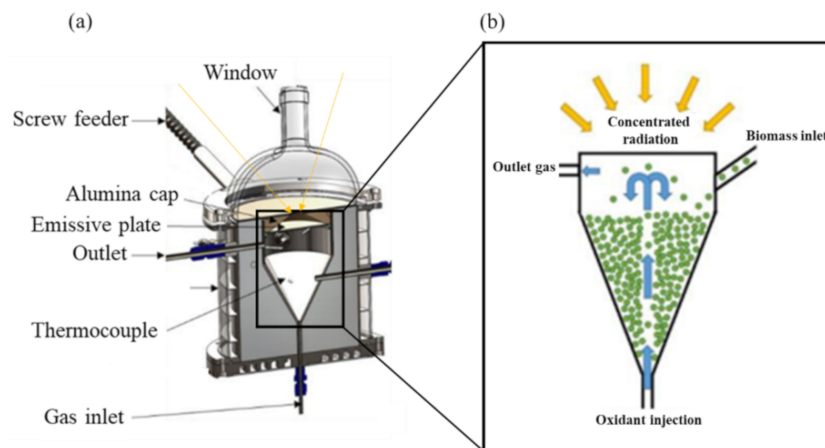 (a)
Window
Screw feeder
Alumina cap
Emissive plate
Outlet
Thermocouple
Gas inlet
(b)
Concentrated
radiation
Biomass inlet
Outlet gas
Oxidant injection